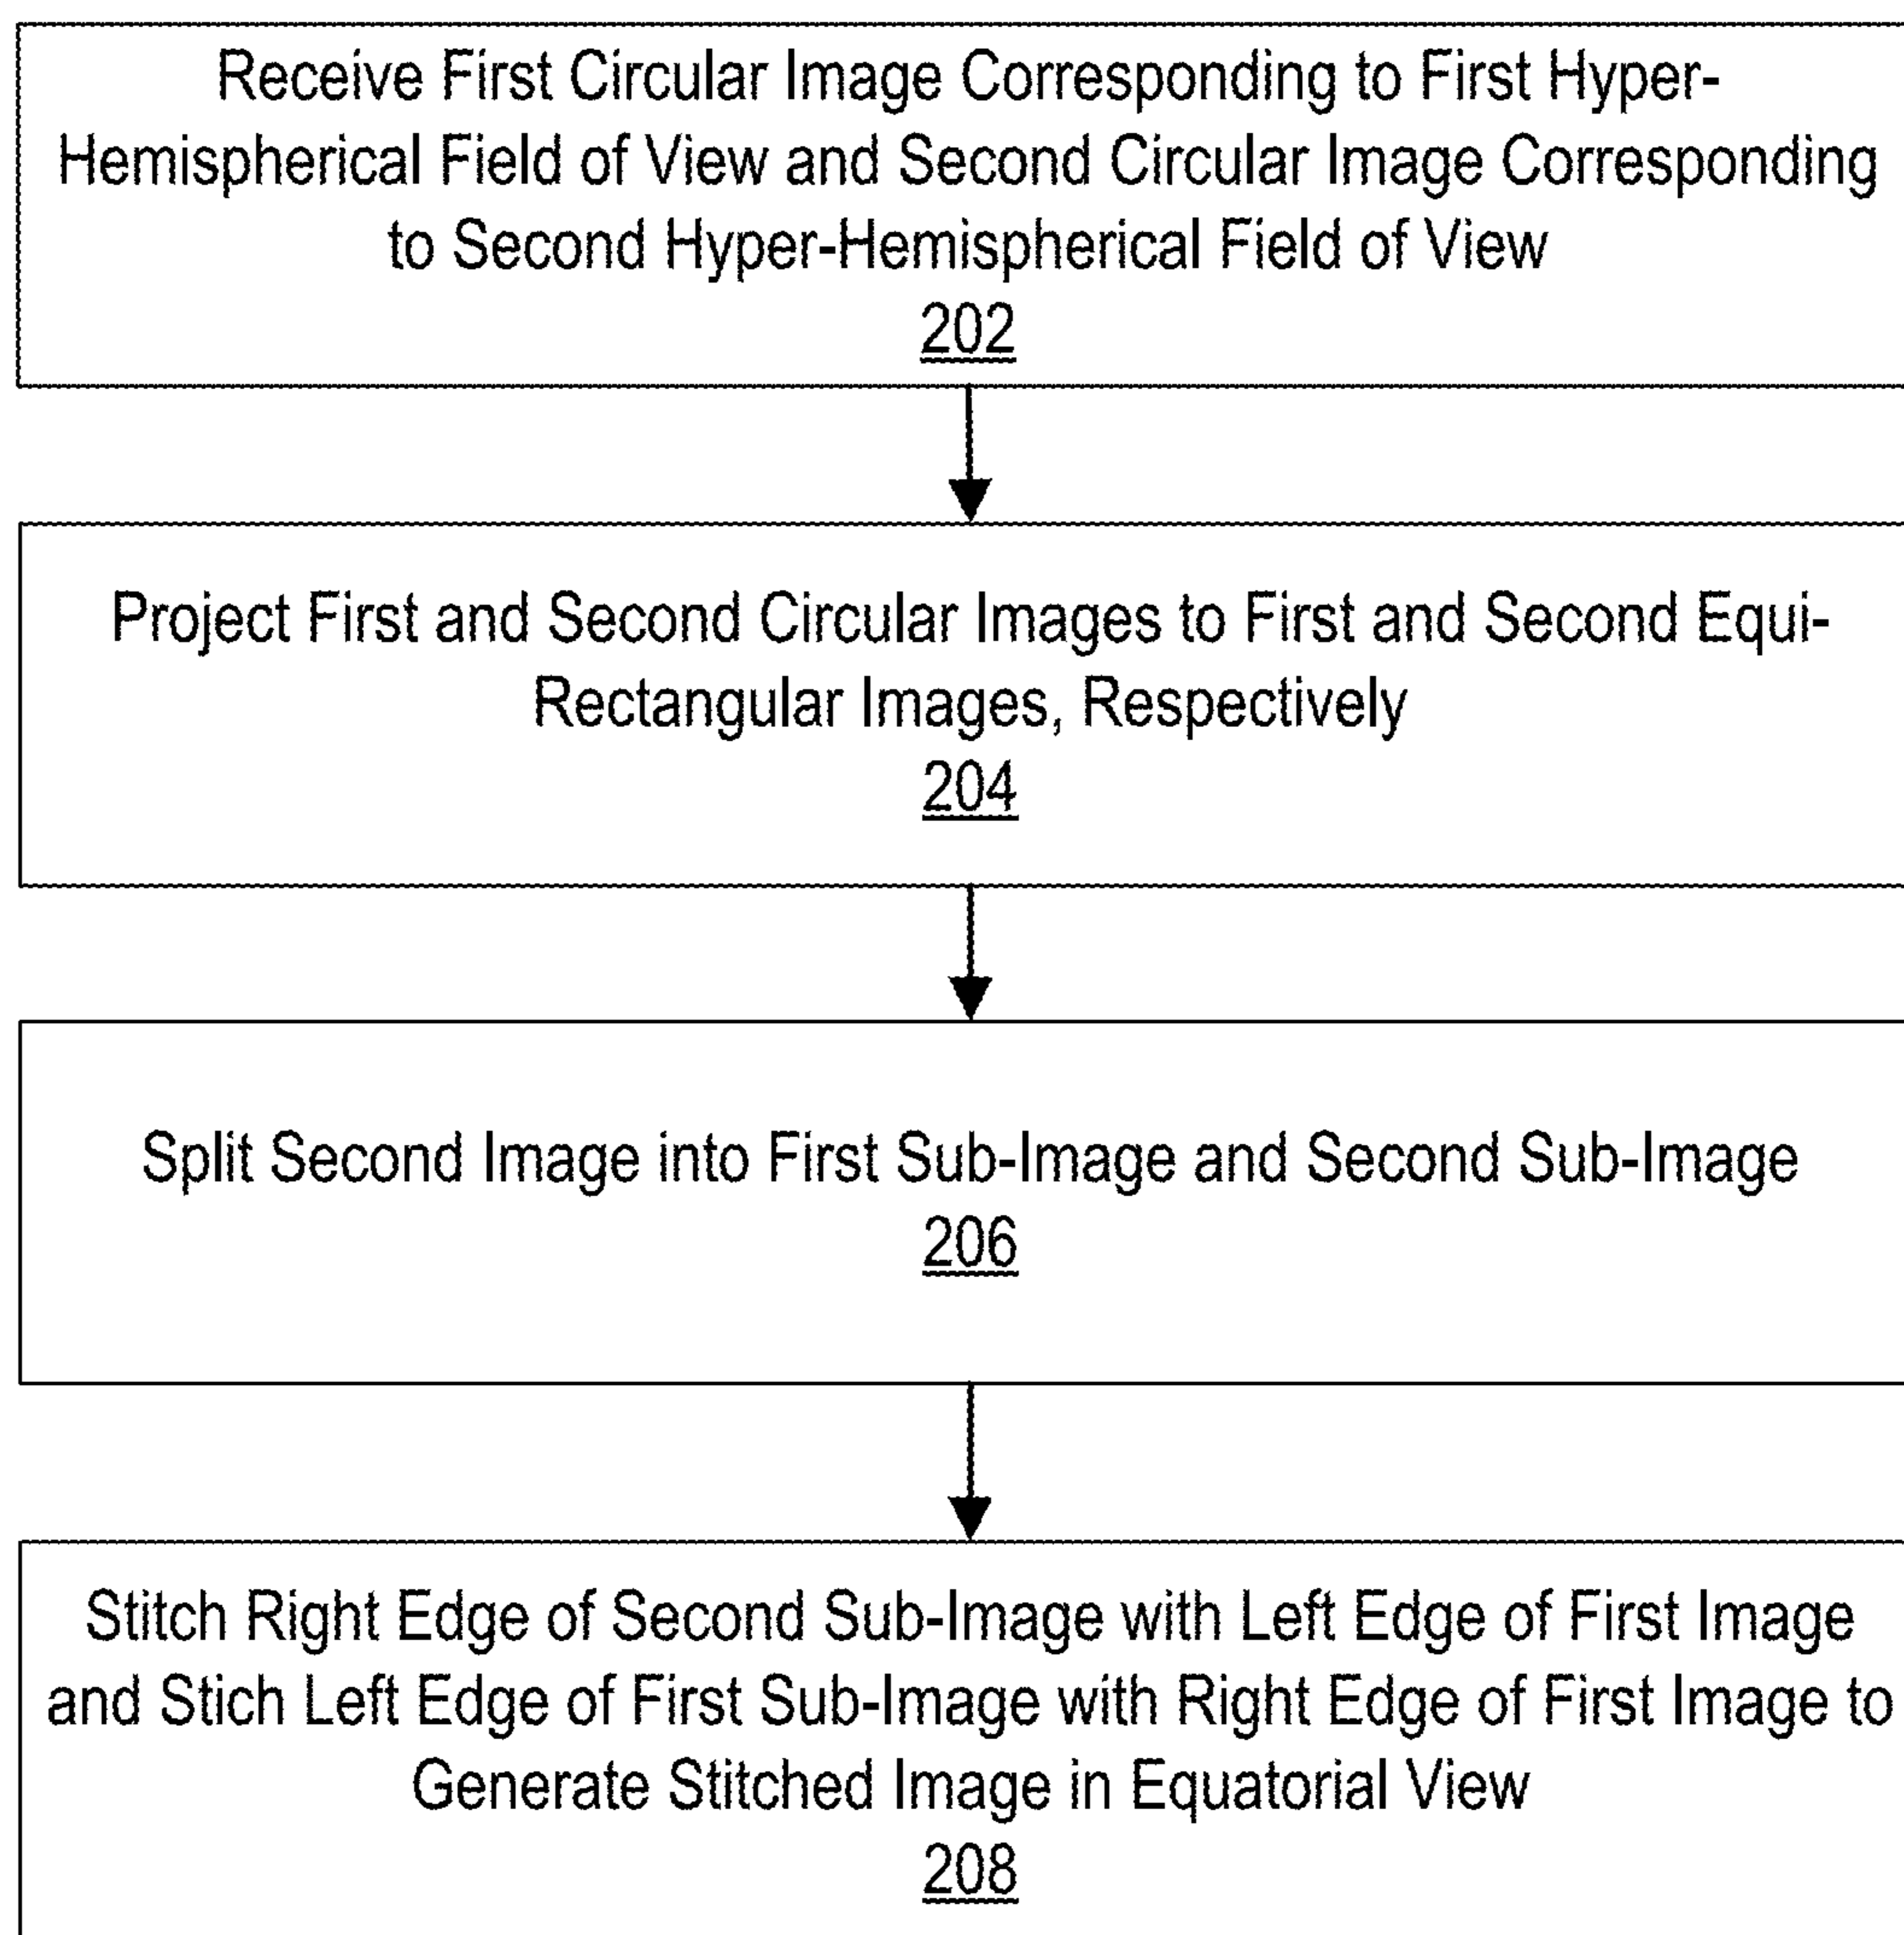 Receive First Circular Image Corresponding to First Hyper-
Hemispherical Field of View and Second Circular Image Corresponding
to Second Hyper-Hemispherical Field of View
202
Project First and Second Circular Images to First and Second Equi-
Rectangular Images, Respectively
204
Split Second Image into First Sub-Image and Second Sub-Image
206
Stitch Right Edge of Second Sub-Image with Left Edge of First Image
and Stich Left Edge of First Sub-Image with Right Edge of First Image to
Generate Stitched Image in Equatorial View
208